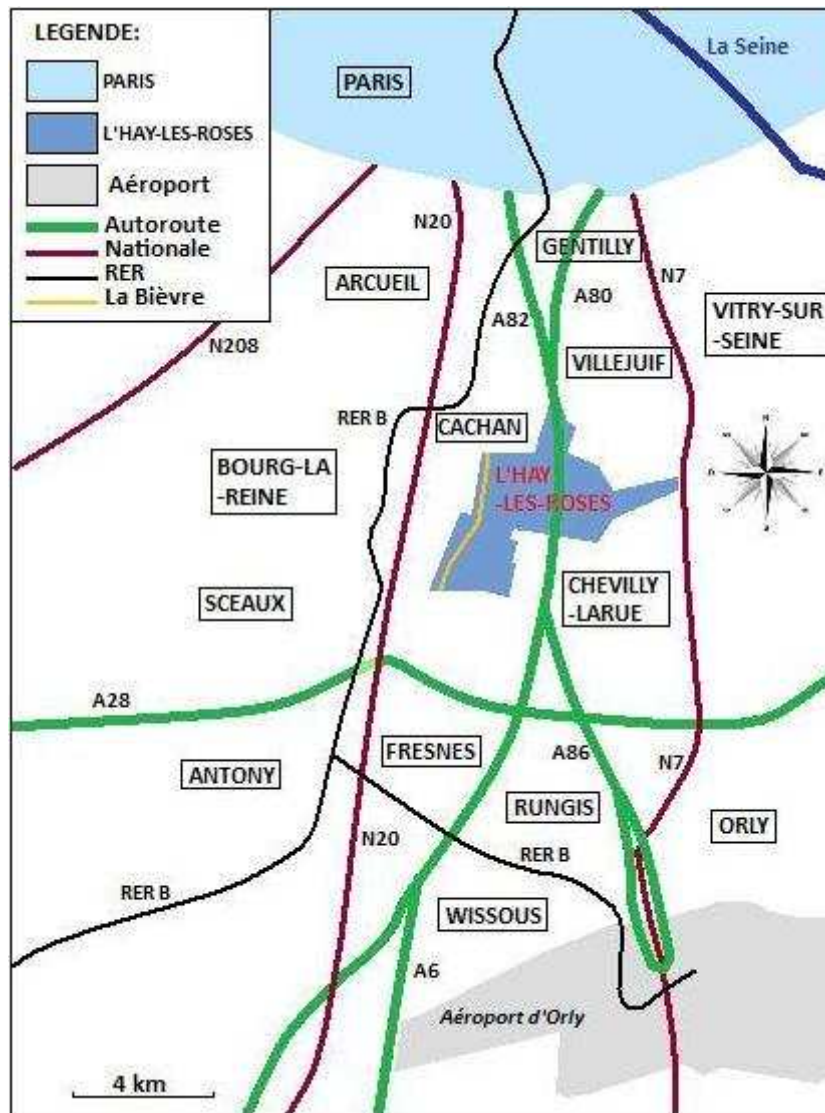 LEGENDE:
PARIS
L'HAY-LES-ROSES
Aéroport
Autoroute
Nationale
RER
La Bièvre
PARIS
La Seine
N20
GENTILLY
N7
ARCUEIL
A80
VITRY-SUR
-SEINE
A82
N208
VILLEJUIF
RER B
CACHAN
BOURG-LA
-REINE
L'HAY
-LES-ROSES
SCEAUX
CHEVILLY
-LARUE
A28
FRESNES
A86
N7
ANTONY
RUNGIS
ORLY
N20
RER B
RER B
WISSOUS
A6
Aéroport d'Orly
4 km